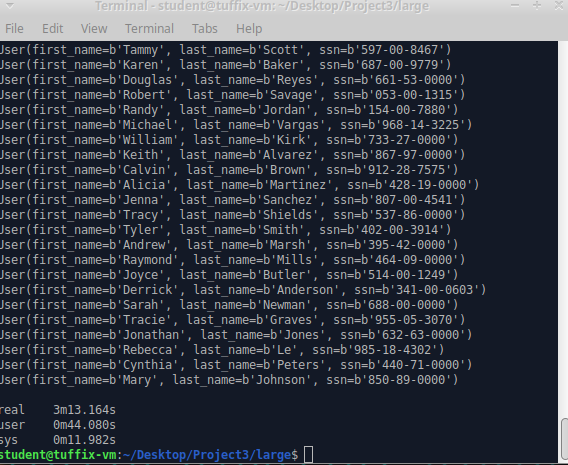 Terminal - student@tuffix-vm: ~/Desktop/Project3/large
File Edit View Terminal Tabs Help
User(first_name=b'Tammy', last_name=b'Scott', ssn=b'597-00-8467')
User(first_name=b'Karen', last_name=b'Baker', ssn=b'687-00-9779')
User(first_name=b'Douglas', last_name=b'Reyes', ssn=b'661-53-0000')
User(first_name=b'Robert', last_name=b'Savage', ssn=b'053-00-1315')
User(first_name=b'Randy', last_name=b'Jordan', ssn=b'154-00-7880')
User(first_name=b'Michael', last_name=b'Vargas', ssn=b'968-14-3225')
User(first_name=b'William', last_name=b'Kirk', ssn=b'733-27-0000')
User(first_name=b'Keith', last_name=b'Alvarez', ssn=b'867-97-0000')
User(first_name=b'Calvin', last_name=b'Brown', ssn=b'912-28-7575')
User(first_name=b'Alicia', last_name=b'Martinez', ssn=b'428-19-0000')
User(first_name=b'Jenna', last_name=b'Sanchez', ssn=b'807-00-4541')
User(first_name=b'Tracy', last_name=b'Shields', ssn=b'537-86-0000')
User(first_name=b'Tyler', last_name=b'Smith', ssn=b'402-00-3914')
User(first_name=b'Andrew', last_name=b'Marsh', ssn=b'395-42-0000')
User(first_name=b'Raymond', last_name=b'Mills', ssn=b'464-09-0000')
User(first_name=b'Joyce', last_name=b'Butler', ssn=b'514-00-1249')
User(first_name=b'Derrick', last_name=b'Anderson', ssn=b'341-00-0603')
User(first_name=b'Sarah', last_name=b'Newman', ssn=b'688-00-0000')
User(first_name=b'Tracie', last_name=b'Graves', ssn=b'955-05-3070')
User(first_name=b'Jonathan', last_name=b'Jones', ssn=b'632-63-0000')
User(first_name=b'Rebecca', last_name=b'Le', ssn=b'985-18-4302')
User(first_name=b'Cynthia', last_name=b'Peters', ssn=b'440-71-0000')
User(first_name=b'Mary', last_name=b'Johnson', ssn=b'850-89-0000')
real 3m13.164s
user 0m44.080s
sys 0m11.982s
student@tuffix-vm:~/Desktop/Project3/large$